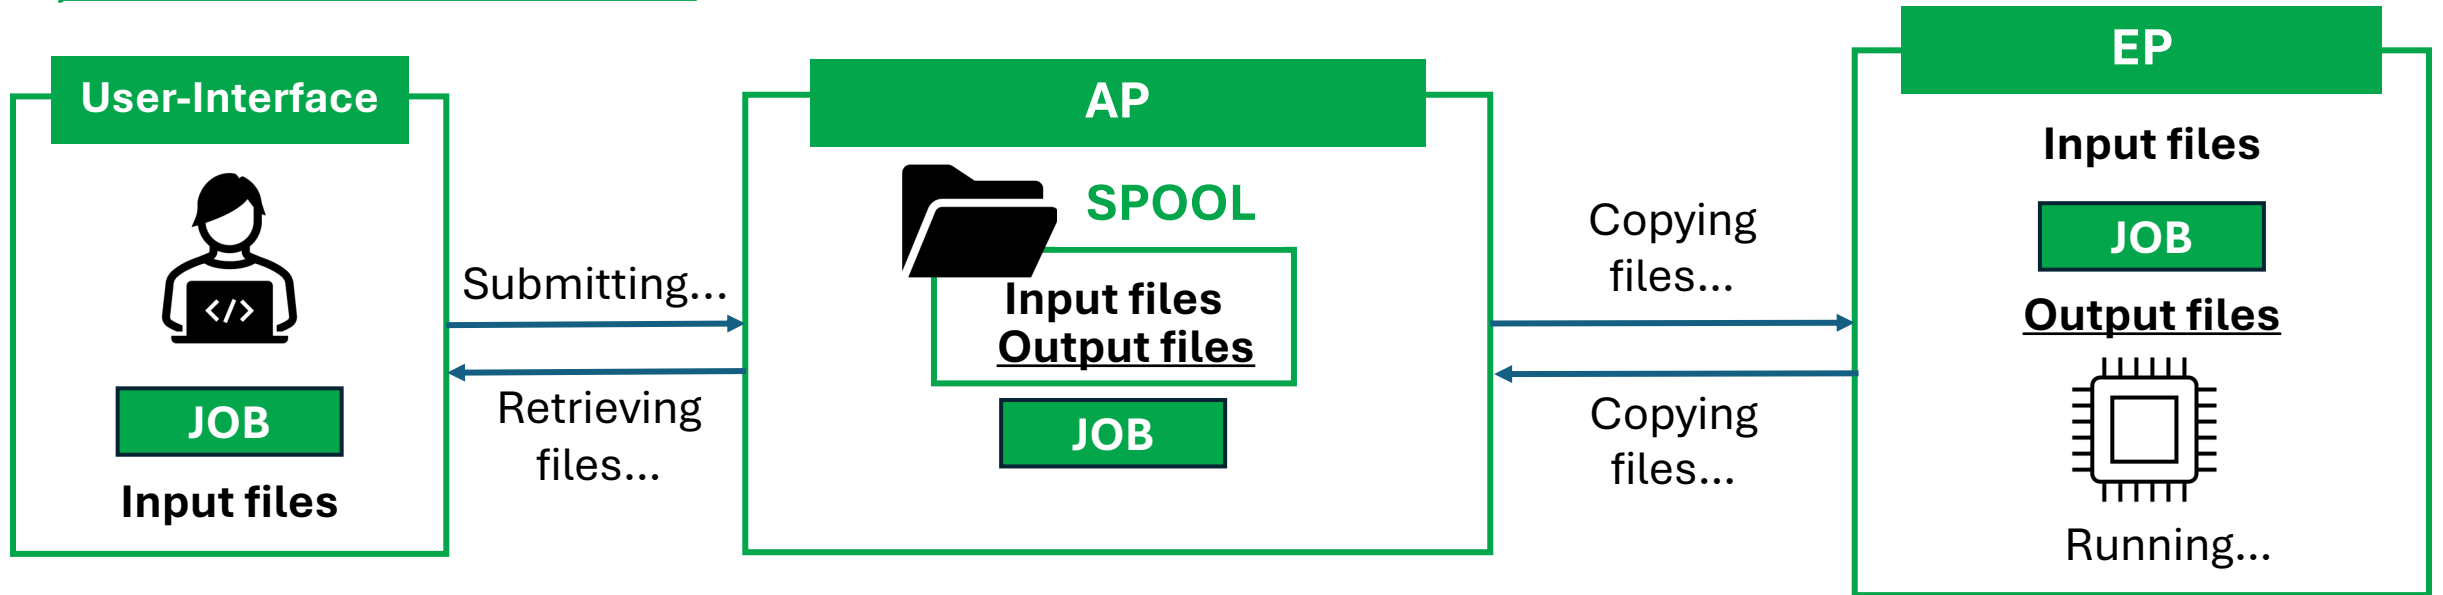 User-Interface
</>
JOB
Input files
Submitting...
Retrieving
files...
AP
SPOOL
Input files
Output files
JOB
Copying
files...
Copying
files...
EP
Input files
JOB
Output files
Running...